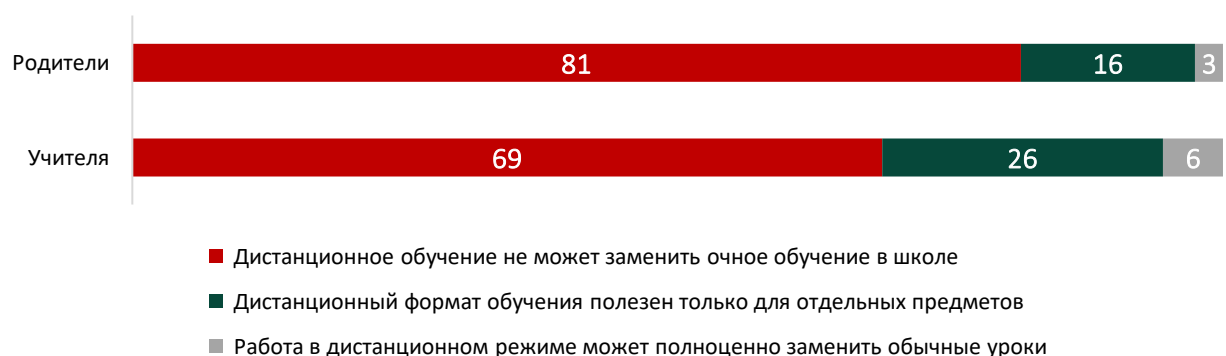 Родители 81 16 3
Учителя 69 26 6
Дистанционное обучение не может заменить очное обучение в школе
Дистанционный формат обучения полезен только для отдельных предметов
Работа в дистанционном режиме может полноценно заменить обычные уроки